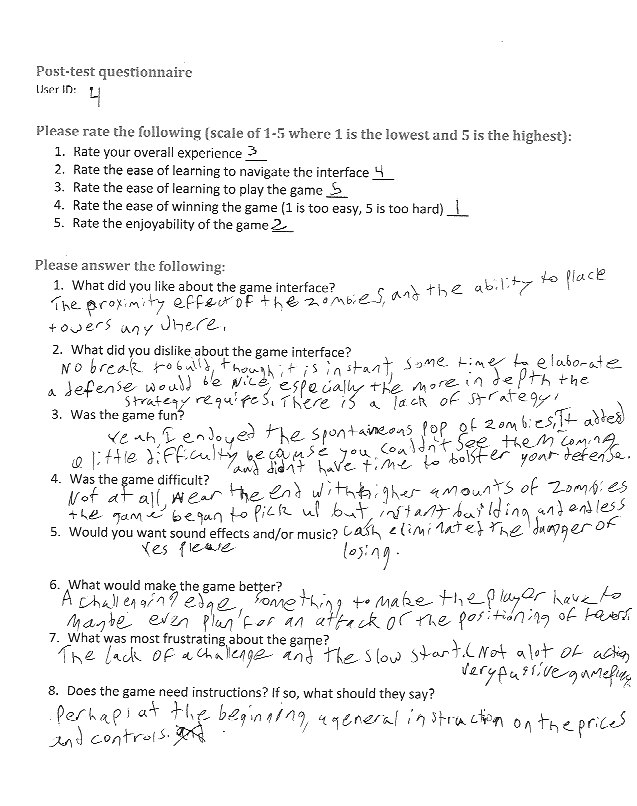 Post-test questionnaire
User ID: 4
Please rate the following (scale of 1-5 where 1 is the lowest and 5 is the highest):
1. Rate your overall experience 3
2. Rate the ease of learning to navigate the interface 4
3. Rate the ease of learning to play the game 5
4. Rate the ease of winning the game (1 is too easy, 5 is too hard) 1
5. Rate the enjoyability of the game 2
Please answer the following:
1. What did you like about the game interface?
The proximity effect of the zombies, and the ability to place
towers any where.
2. What did you dislike about the game interface?
No break to build, though it is instant, some time to elaborate
a defense would be nice, especially the more in depth the
strategy requires. There is a lack of strategy.
3. Was the game fun?
Yeah, I enjoyed the spontaneous pop of zombies, It added
a little difficulty because you couldn't see them coming
and didn't have time to bolster your defense.
4. Was the game difficult?
Not at all, near the end with higher amounts of zombies
the game began to pick up but instant building and endless
cash eliminated the danger of
losing.
5. Would you want sound effects and/or music?
Yes please
6. What would make the game better?
A challenging edge, something to make the player have to
maybe even plan for an attack or the positioning of towers.
7. What was most frustrating about the game?
The lack of a challenge and the slow start. (Not alot of action
very passive gameplay
8. Does the game need instructions? If so, what should they say?
Perhaps at the beginning, a general instruction on the prices
and controls.